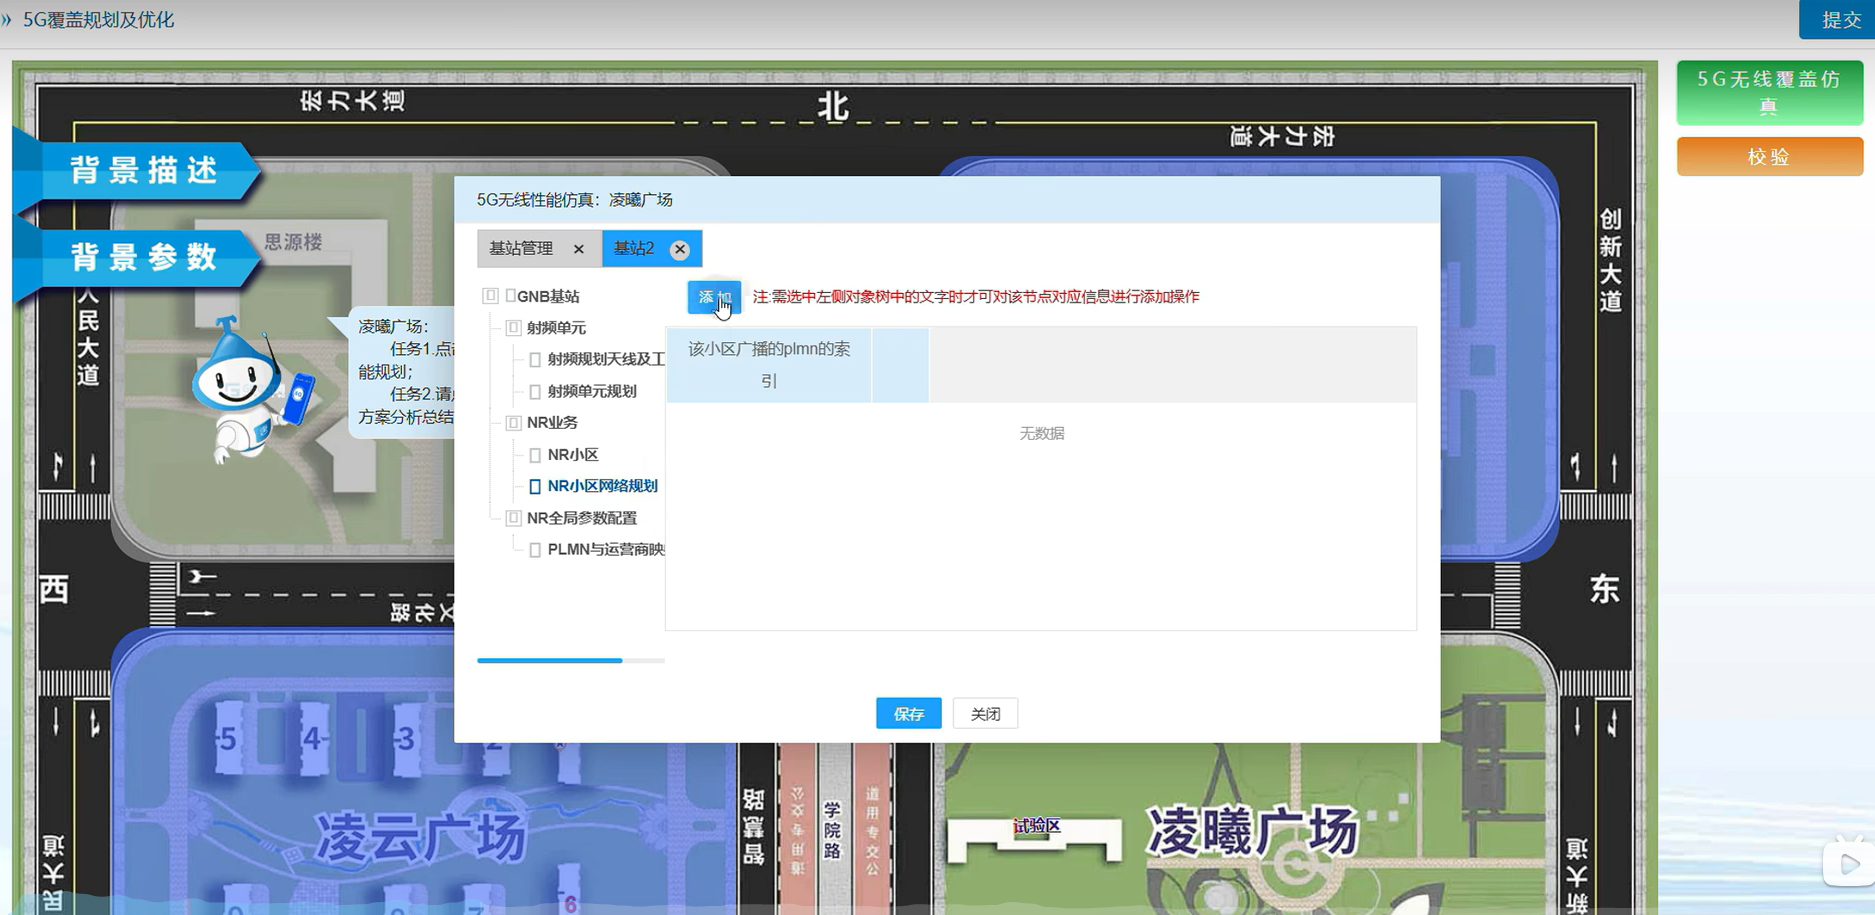 5G覆盖规划及优化
提交
5G无线覆盖仿
真
校验
宏力大道
北
宏力大道
背景描述
思源楼
背景参数
人民大道
创新大道
凌曦广场：
任务1.点
能规划；
任务2.请
方案分析总结
5G无线性能仿真：凌曦广场
基站管理
基站2
添加
注:需选中左侧对象树中的文字时才可对该节点对应信息进行添加操作
GNB基站
射频单元
射频规划天线及工
射频单元规划
NR业务
NR小区
NR小区网络规划
NR全局参数配置
PLMN与运营商映
该小区广播的plmn的索
引
无数据
保存
关闭
西
东
文化路
5
4
3
2
凌云广场
智慧路
公交专用道
学院路
道用专交公
试验区
凌曦广场
民大道
新大道
7
6